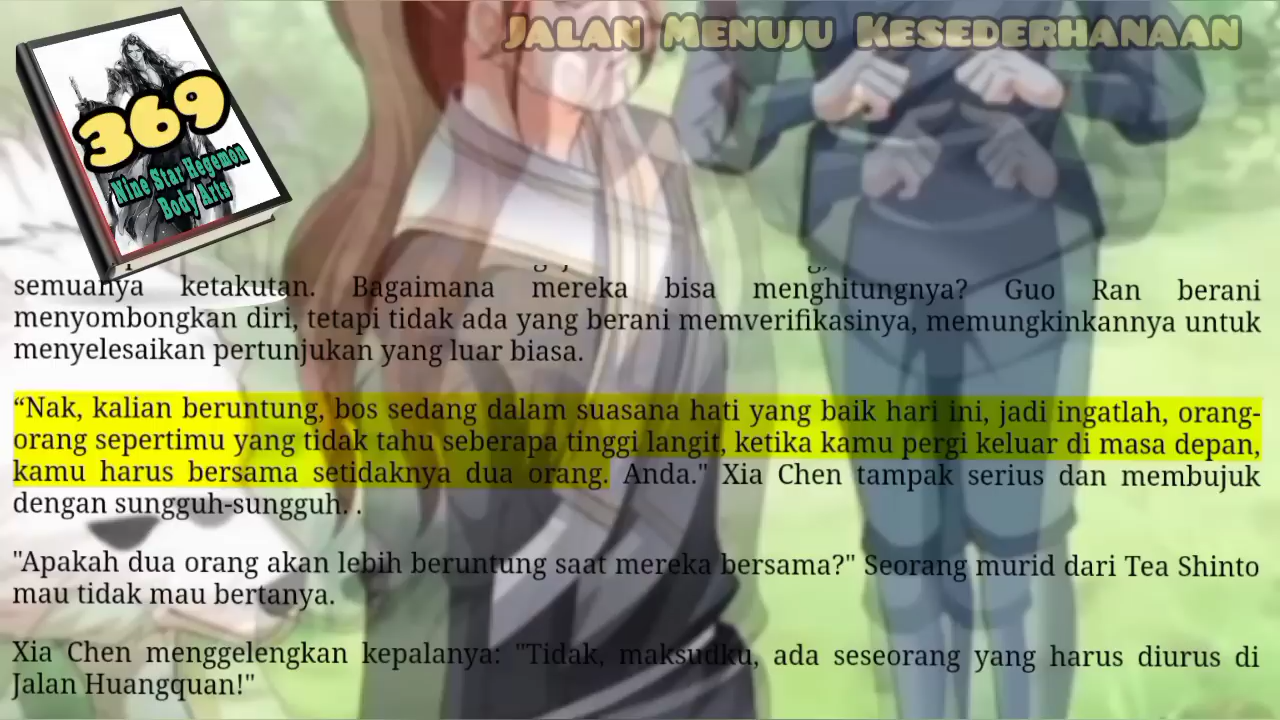 Jalan Menuju Kesederhanaan
369
Nine Star Hegemon
Body Arts
semuanya ketakutan. Bagaimana mereka bisa menghitungnya? Guo Ran berani
menyombongkan diri, tetapi tidak ada yang berani memverifikasinya, memungkinkannya untuk
menyelesaikan pertunjukan yang luar biasa.
“Nak, kalian beruntung, bos sedang dalam suasana hati yang baik hari ini, jadi ingatlah, orang-
orang sepertimu yang tidak tahu seberapa tinggi langit, ketika kamu pergi keluar di masa depan,
kamu harus bersama setidaknya dua orang. Anda." Xia Chen tampak serius dan membujuk
dengan sungguh-sungguh. .
"Apakah dua orang akan lebih beruntung saat mereka bersama?" Seorang murid dari Tea Shinto
mau tidak mau bertanya.
Xia Chen menggelengkan kepalanya: "Tidak, maksudku, ada seseorang yang harus diurus di
Jalan Huangquan!"